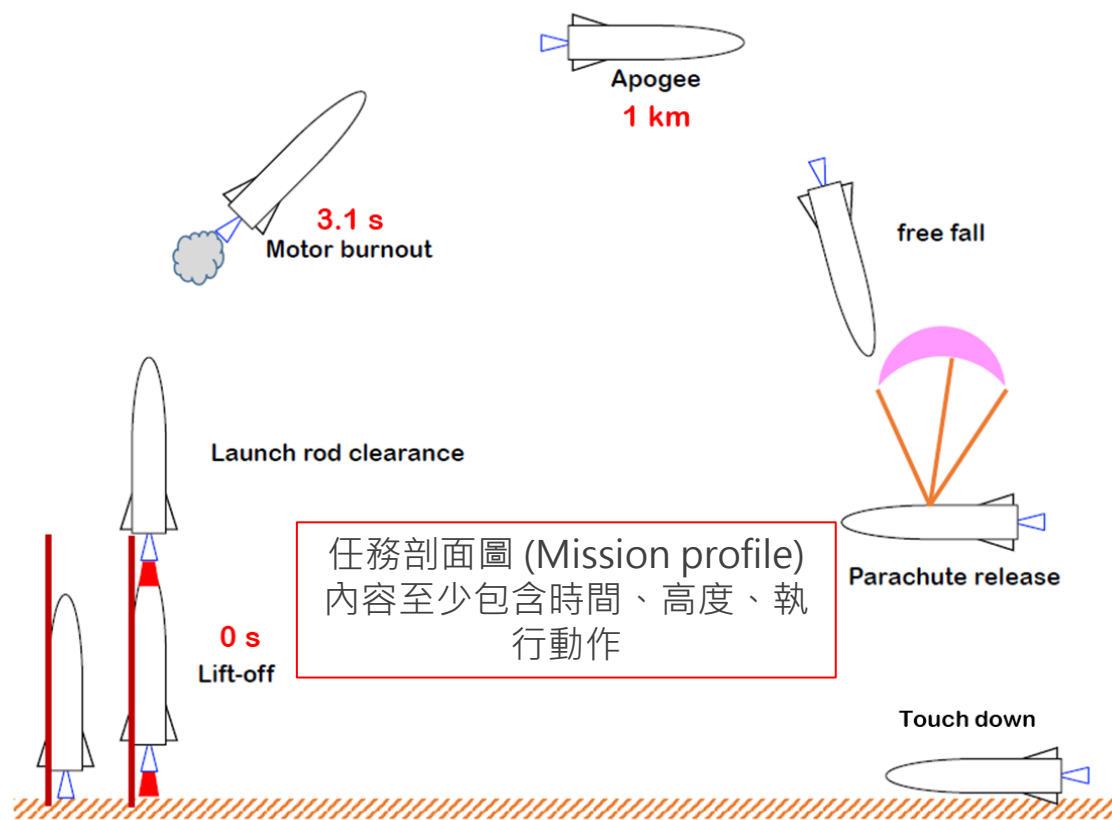 Apogee
1 km
3.1 s
Motor burnout
free fall
Launch rod clearance
任務剖面圖 (Mission profile)
內容至少包含時間、高度、執
行動作
Parachute release
0 s
Lift-off
Touch down